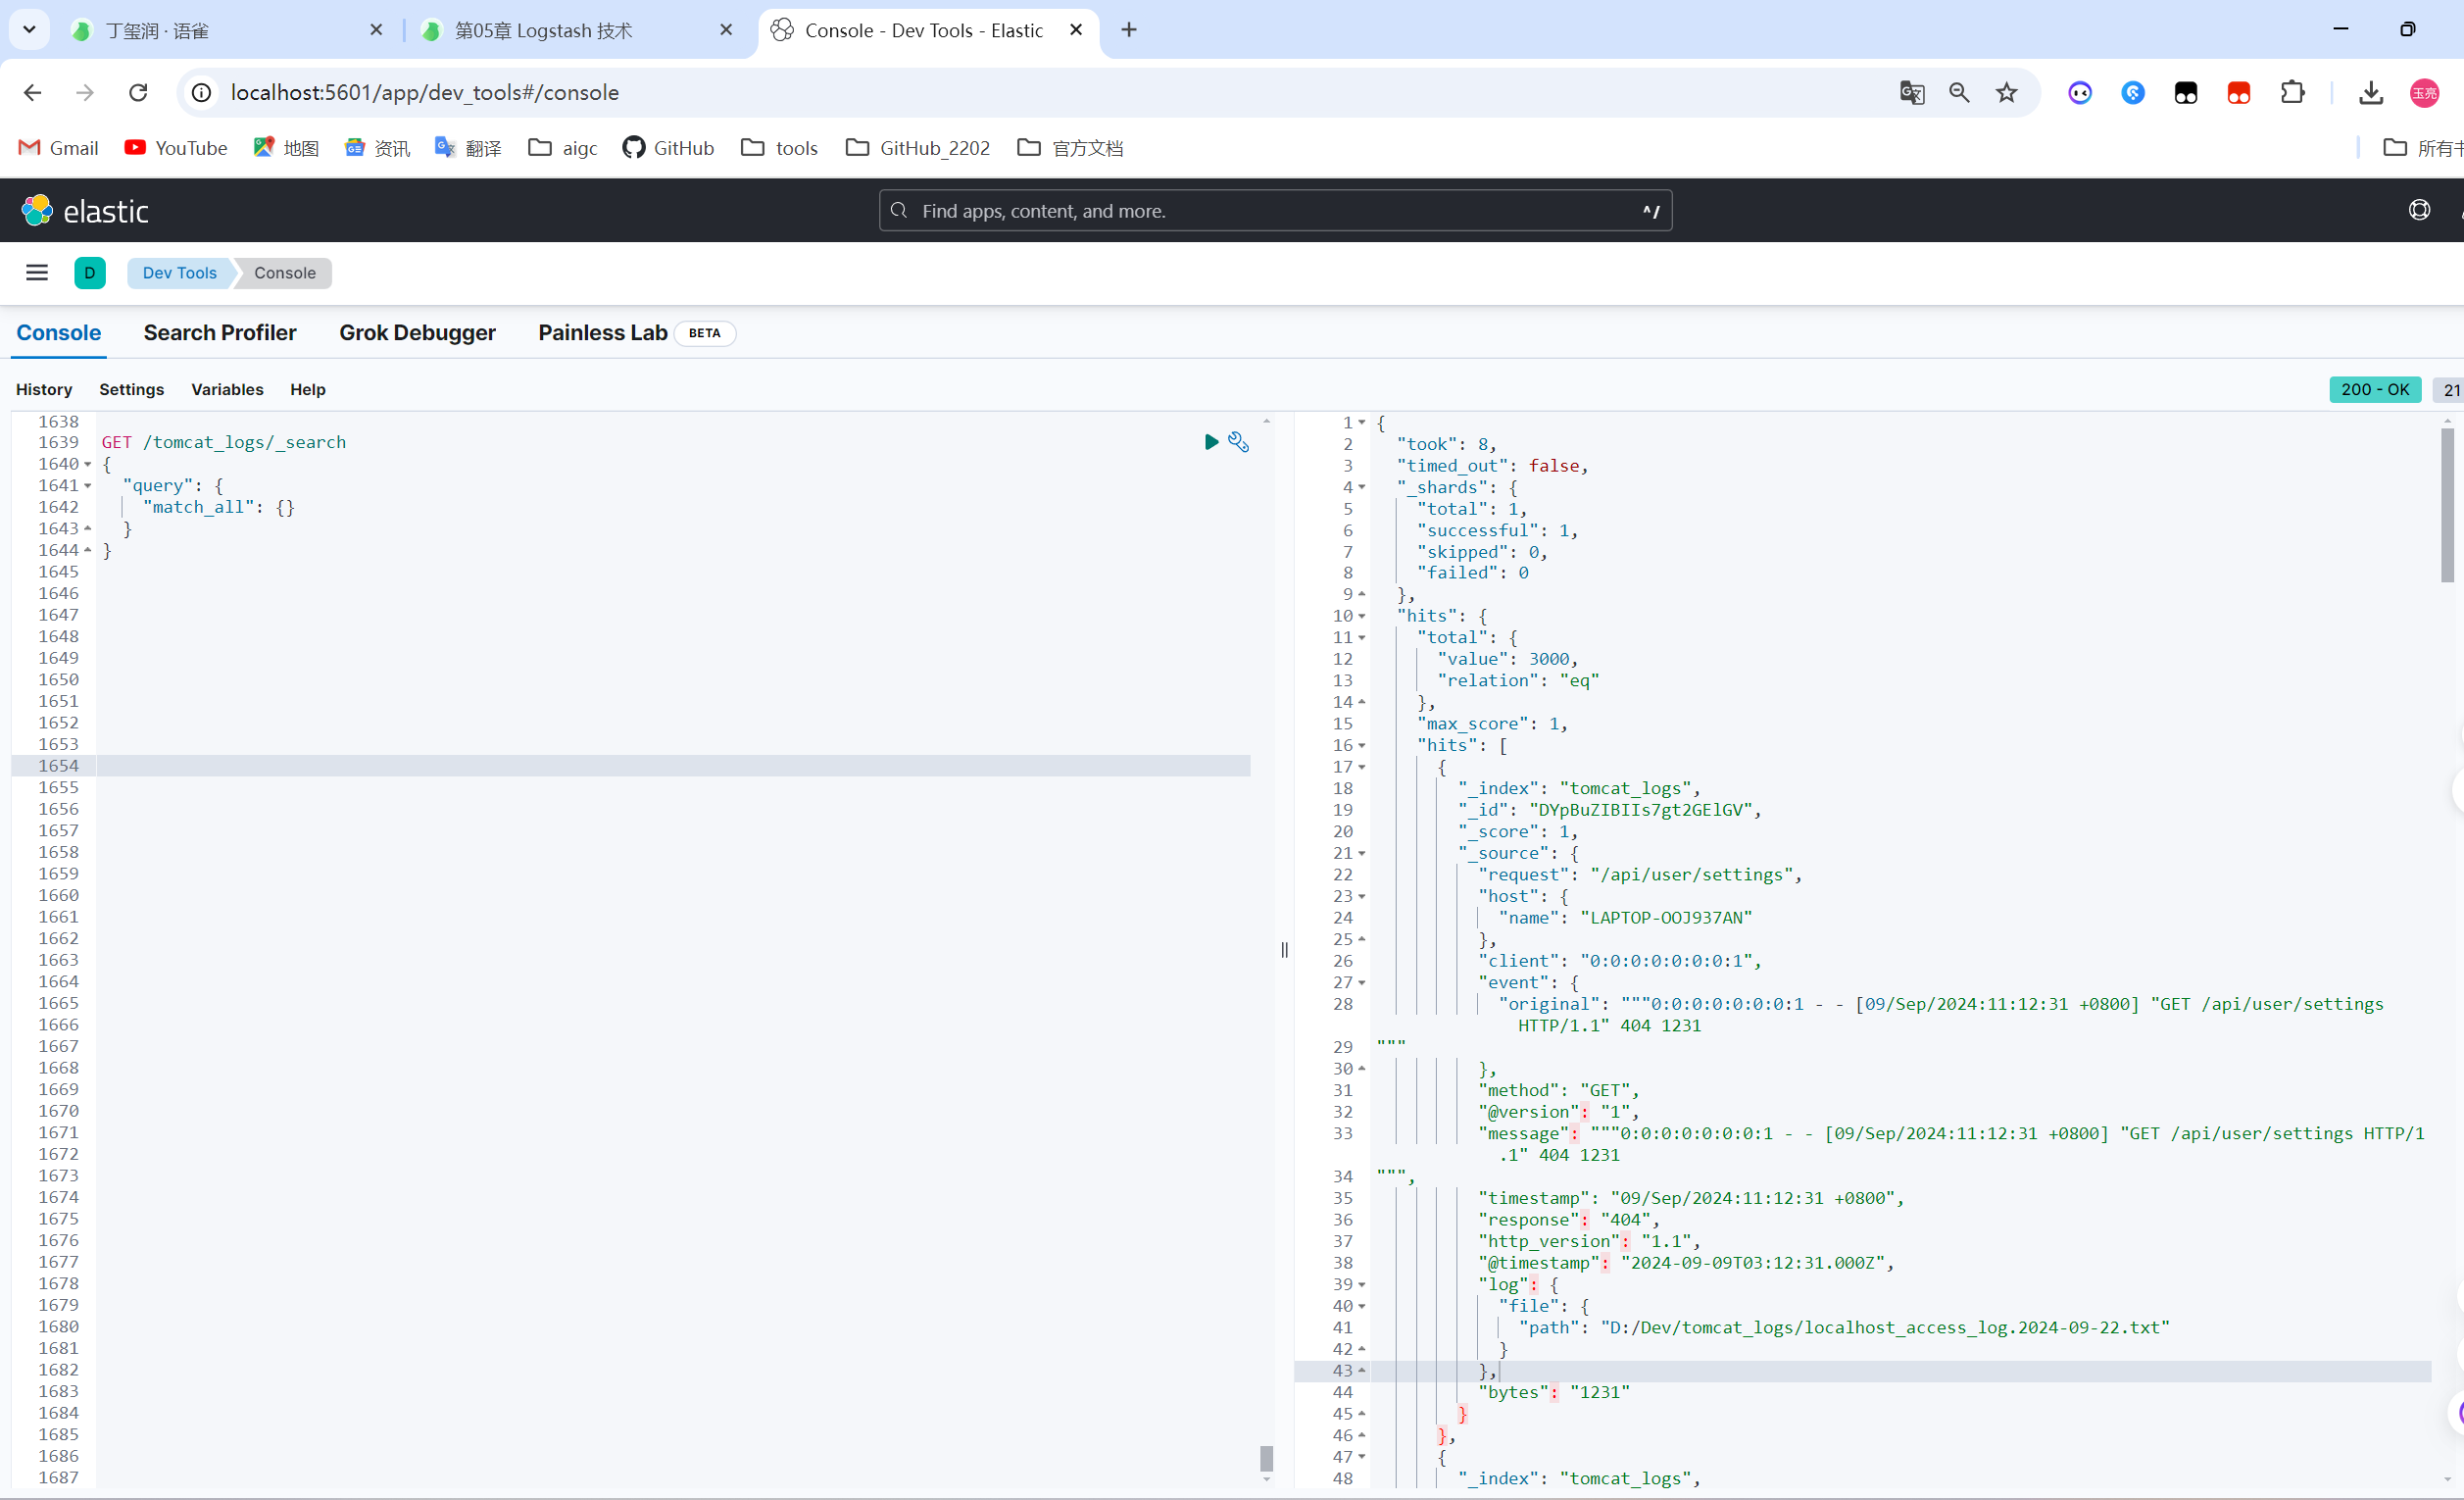 丁玺润 · 语雀
第05章 Logstash 技术
Console - Dev Tools - Elastic
localhost:5601/app/dev_tools#/console
玉亮
Gmail
YouTube
地图
资讯
翻译
aigc
GitHub
tools
GitHub_2202
官方文档
所有书
elastic
Find apps, content, and more.
^/
D
Dev Tools
Console
Console
Search Profiler
Grok Debugger
Painless Lab
BETA
History
Settings
Variables
Help
200 - OK
21
1638
1639 GET /tomcat_logs/_search
1640 {
1641 "query": {
1642 "match_all": {}
1643 }
1644 }
1645
1646
1647
1648
1649
1650
1651
1652
1653
1654
1655
1656
1657
1658
1659
1660
1661
1662
1663
1664
1665
1666
1667
1668
1669
1670
1671
1672
1673
1674
1675
1676
1677
1678
1679
1680
1681
1682
1683
1684
1685
1686
1687
1 {
2 "took": 8,
3 "timed_out": false,
4 "_shards": {
5 "total": 1,
6 "successful": 1,
7 "skipped": 0,
8 "failed": 0
9 },
10 "hits": {
11 "total": {
12 "value": 3000,
13 "relation": "eq"
14 },
15 "max_score": 1,
16 "hits": [
17 {
18 "_index": "tomcat_logs",
19 "_id": "DYpBuZIBIIs7gt2GElGV",
20 "_score": 1,
21 "_source": {
22 "request": "/api/user/settings",
23 "host": {
24 "name": "LAPTOP-OOJ937AN"
25 },
26 "client": "0:0:0:0:0:0:0:1",
27 "event": {
28 "original": """0:0:0:0:0:0:0:1 - - [09/Sep/2024:11:12:31 +0800] "GET /api/user/settings
HTTP/1.1" 404 1231
29 """
30 },
31 "method": "GET",
32 "@version": "1",
33 "message": """0:0:0:0:0:0:0:1 - - [09/Sep/2024:11:12:31 +0800] "GET /api/user/settings HTTP/1
.1" 404 1231
34 """,
35 "timestamp": "09/Sep/2024:11:12:31 +0800",
36 "response": "404",
37 "http_version": "1.1",
38 "@timestamp": "2024-09-09T03:12:31.000Z",
39 "log": {
40 "file": {
41 "path": "D:/Dev/tomcat_logs/localhost_access_log.2024-09-22.txt"
42 }
43 },
44 "bytes": "1231"
45 }
46 },
47 {
48 "_index": "tomcat_logs",